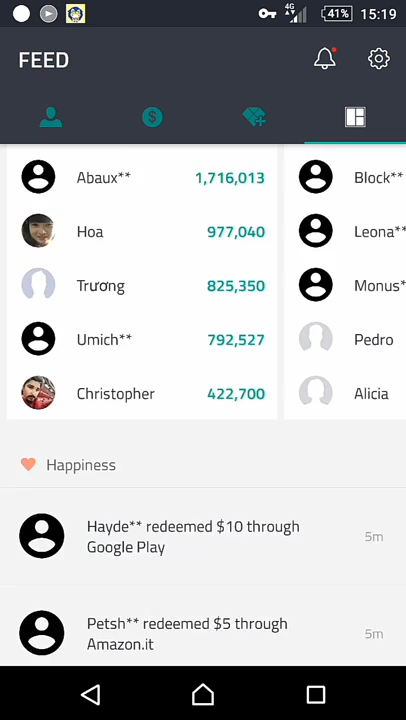 4G 41% 15:19
FEED
Abaux** 1,716,013
Hoa 977,040
Trương 825,350
Umich** 792,527
Christopher 422,700
Block**
Leona**
Monus*
Pedro
Alicia
Happiness
Hayde** redeemed $10 through
Google Play
5m
Petsh** redeemed $5 through
Amazon.it
5m